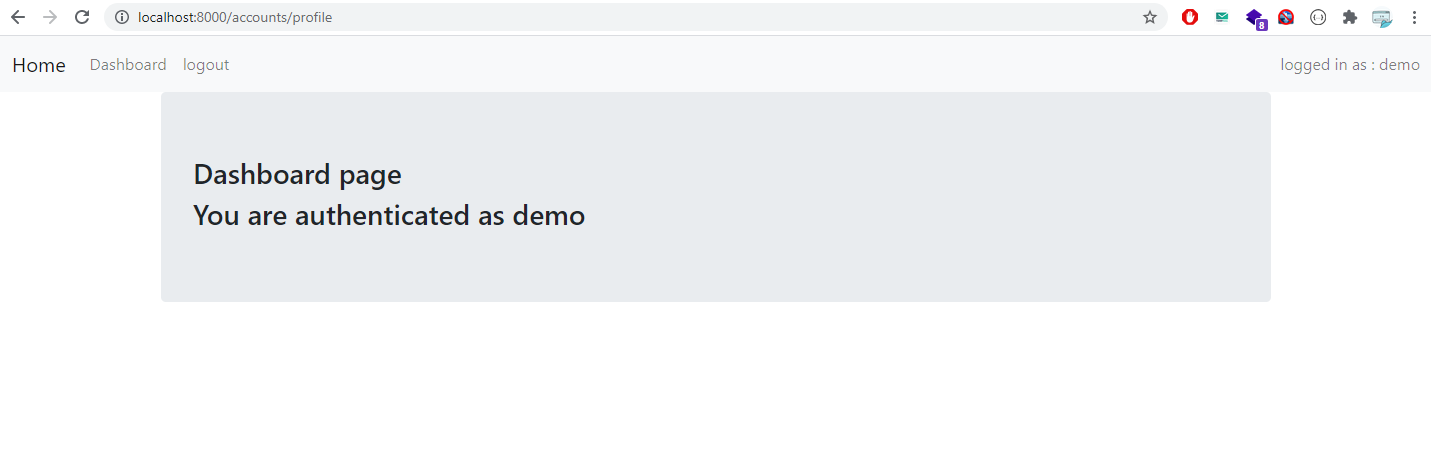 localhost:8000/accounts/profile
8
Home Dashboard logout logged in as : demo
Dashboard page
You are authenticated as demo